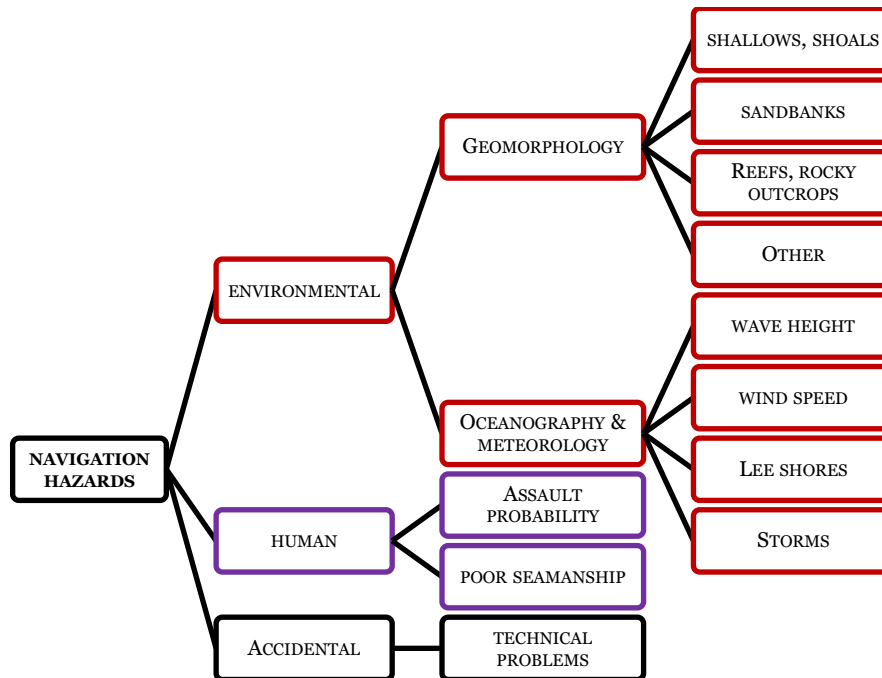 SHALLOWS, SHOALS
SANDBANKS
REEFS, ROCKY
OUTCROPS
OTHER
GEOMORPHOLOGY
ENVIRONMENTAL
WAVE HEIGHT
WIND SPEED
LEE SHORES
STORMS
OCEANOGRAPHY &
METEOROLOGY
NAVIGATION
HAZARDS
HUMAN
ASSAULT
PROBABILITY
POOR SEAMANSHIP
ACCIDENTAL
TECHNICAL
PROBLEMS